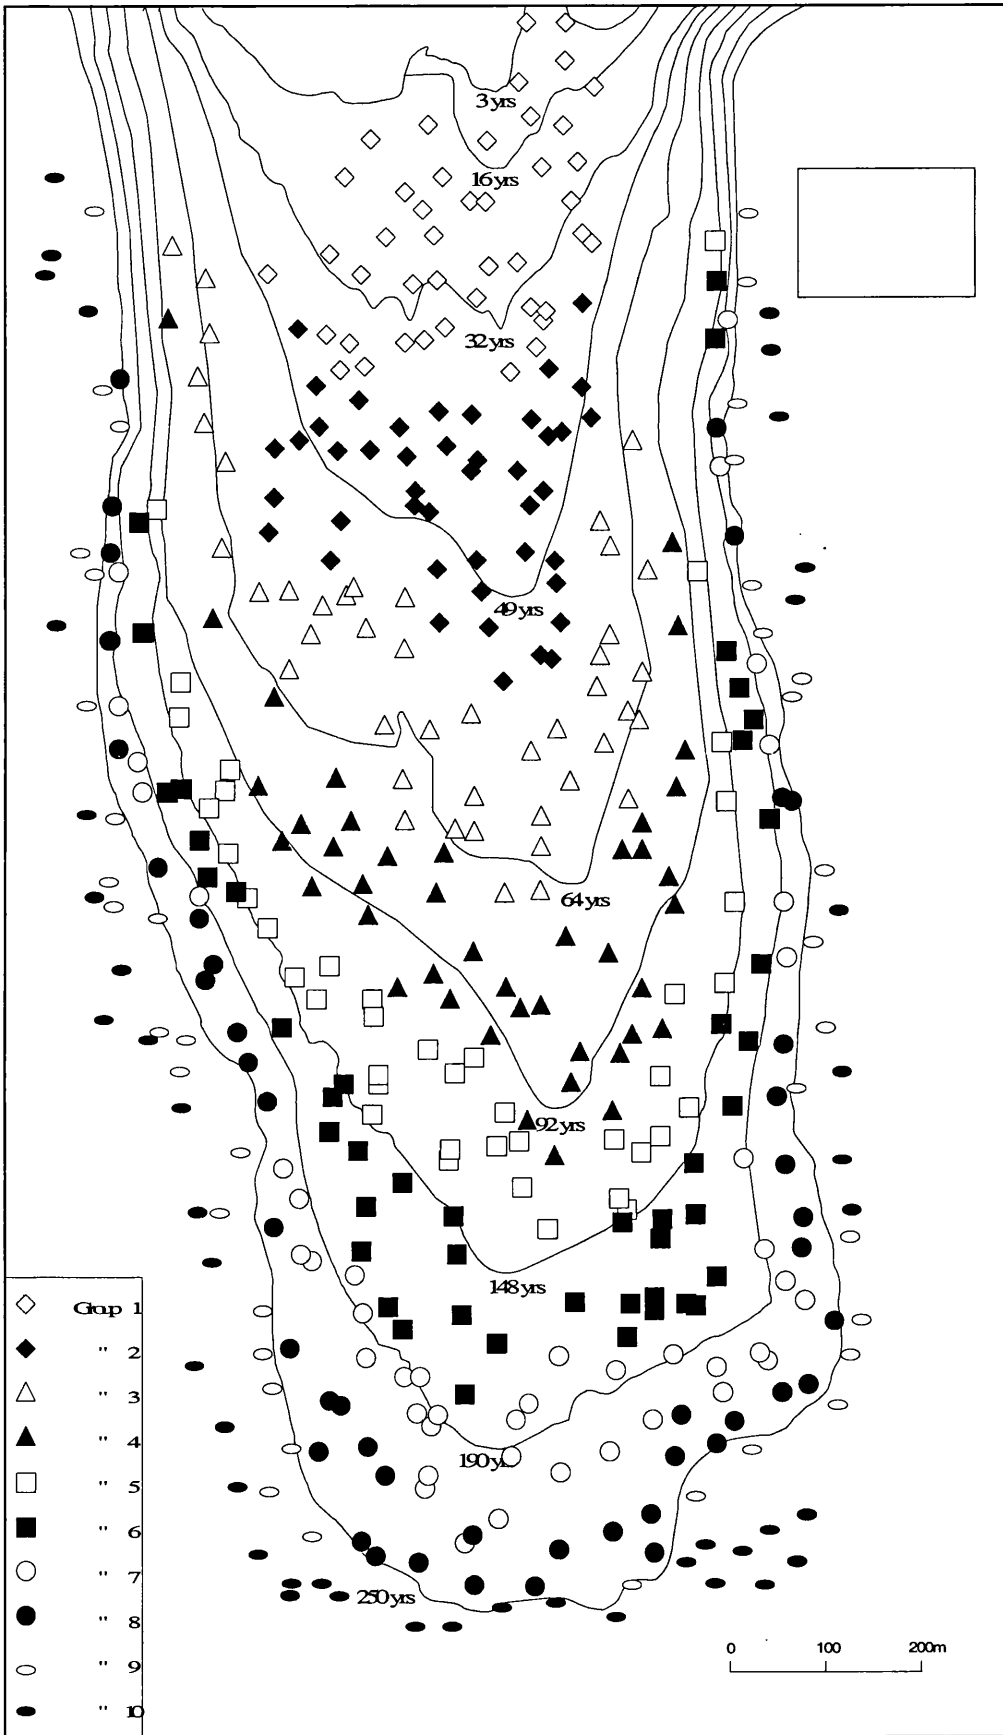 3 yrs
16 yrs
32 yrs
49 yrs
64 yrs
92 yrs
148 yrs
190 yrs
250 yrs
Group 1
" 2
" 3
" 4
" 5
" 6
" 7
" 8
" 9
" 10
0 100 200m